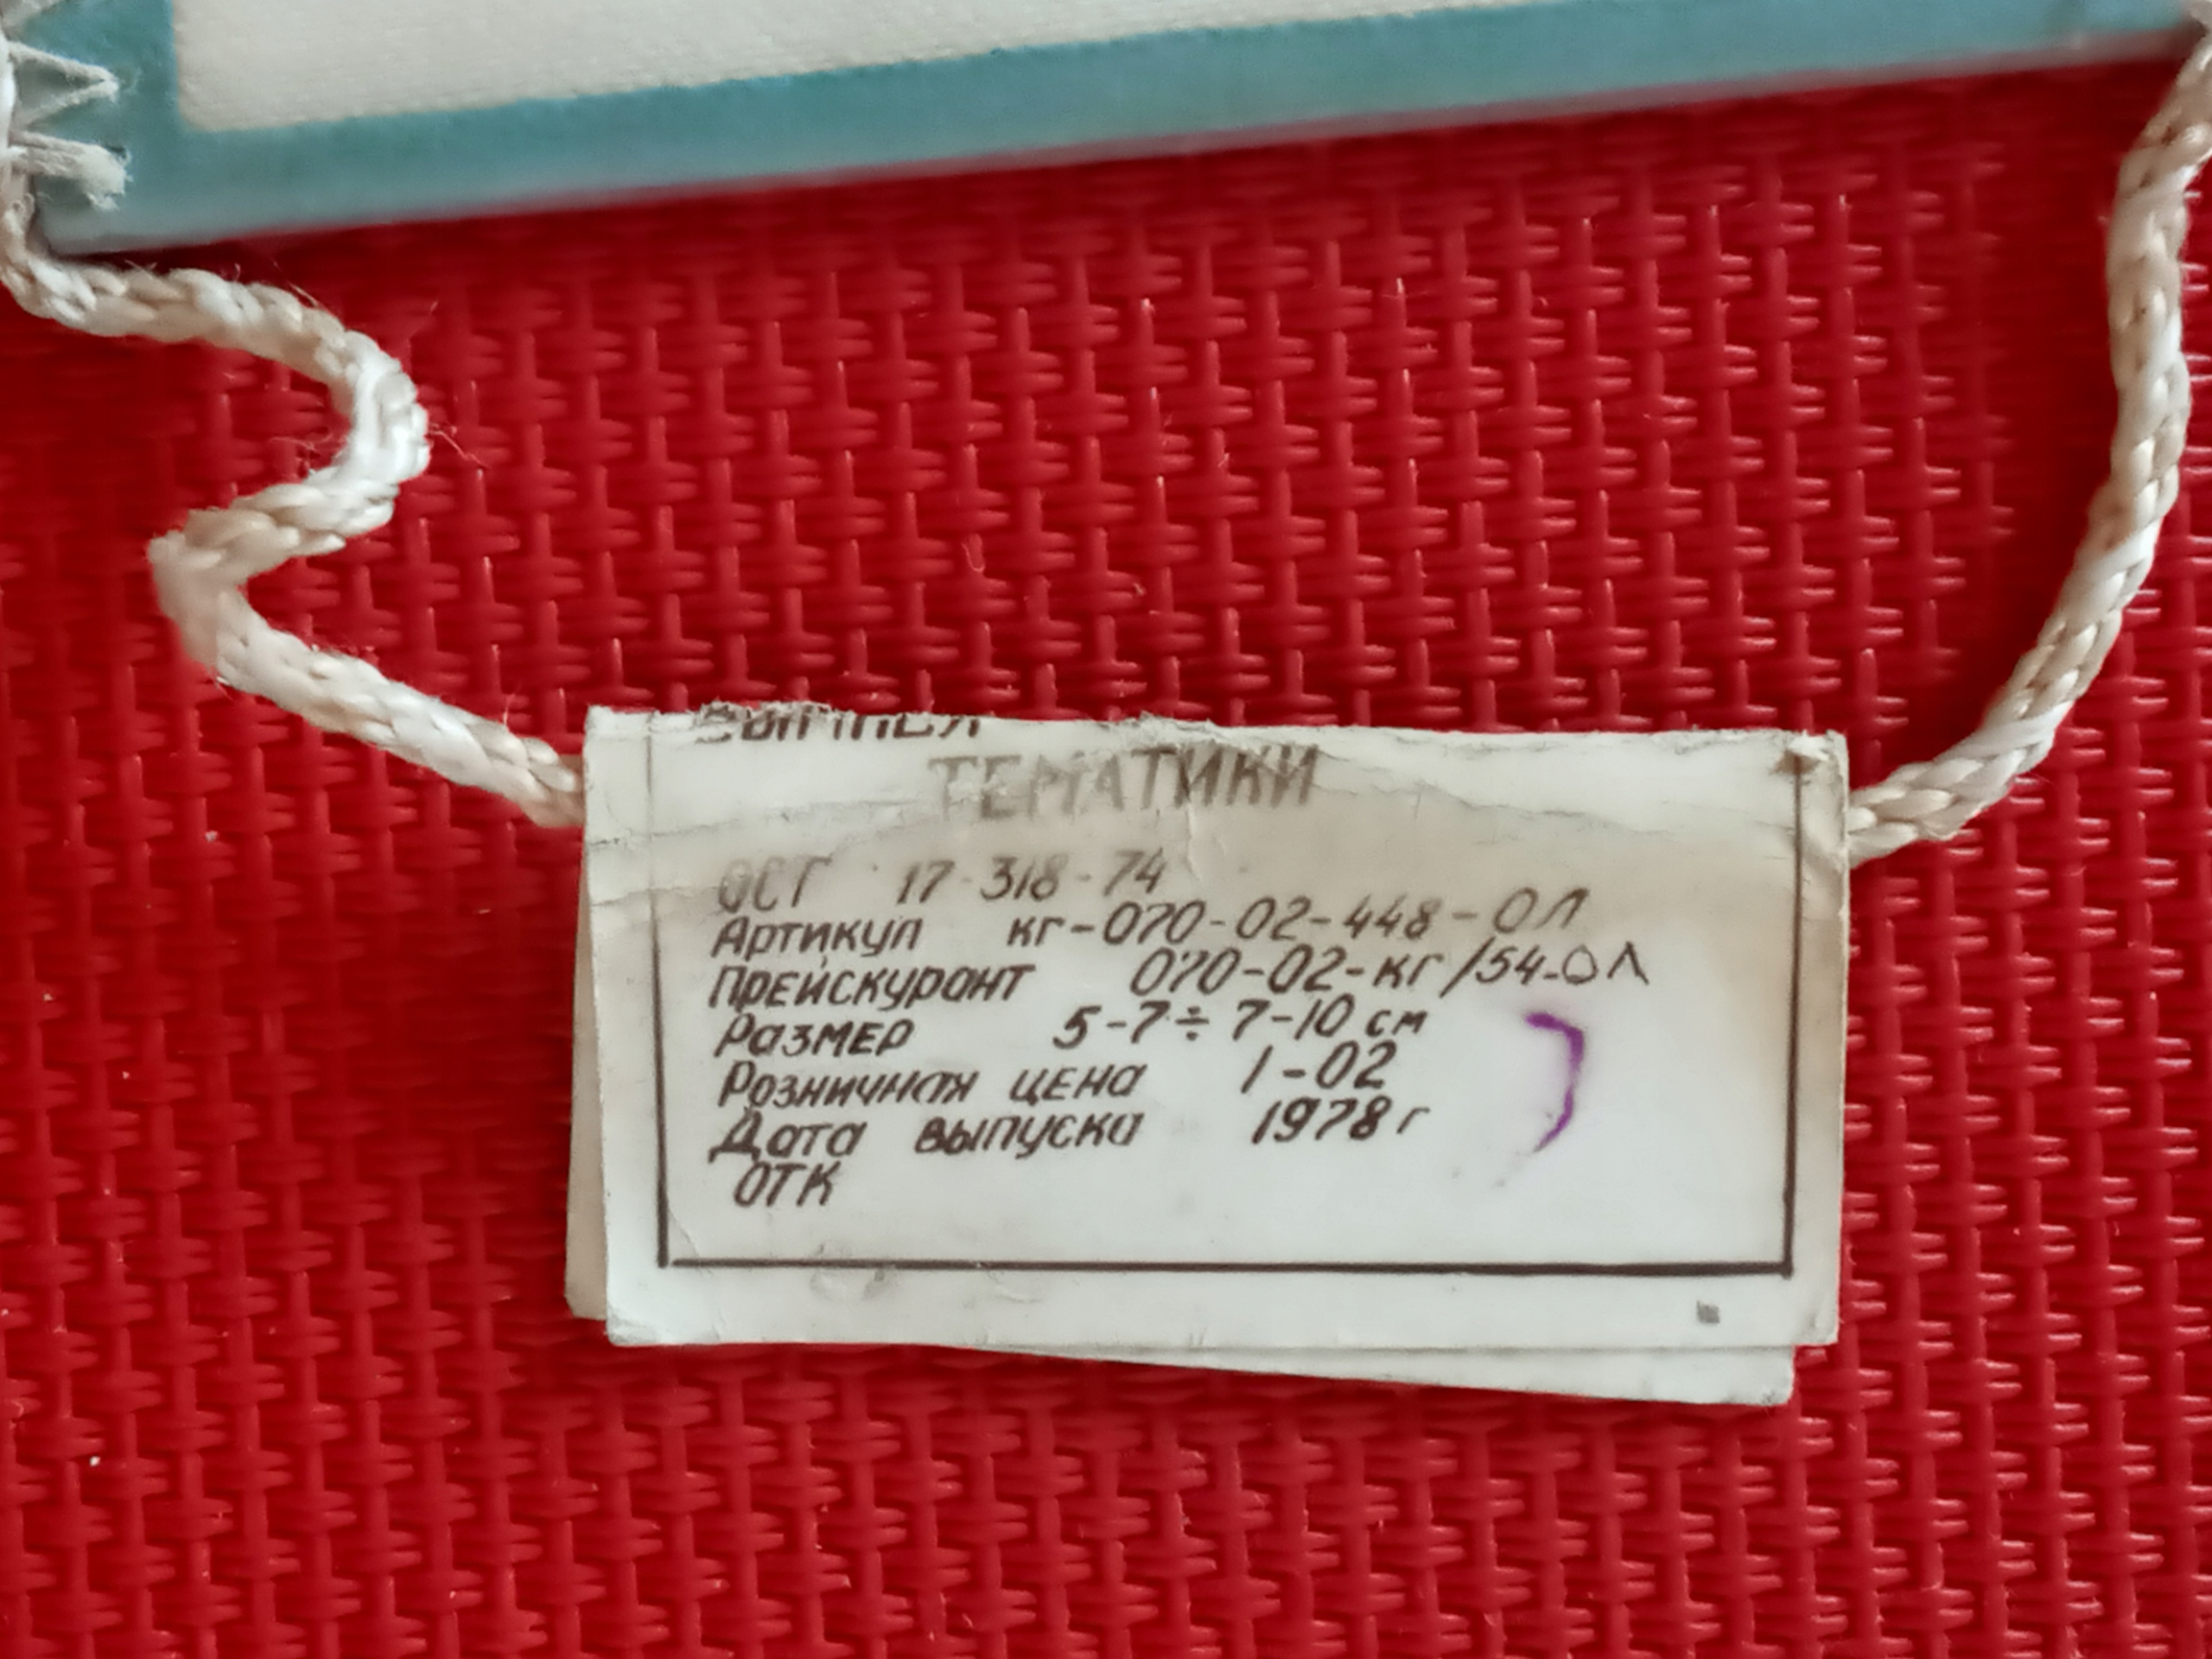 ВЫМПЕЛ
ТЕМАТИКИ
ОСТ 17-318-74
Артикул кг-070-02-448-ОЛ
Прейскурант 070-02-кг/54-ОЛ
Размер 5-7÷7-10 см
Розничная цена 1-02
Дата выпуска 1978 г
ОТК